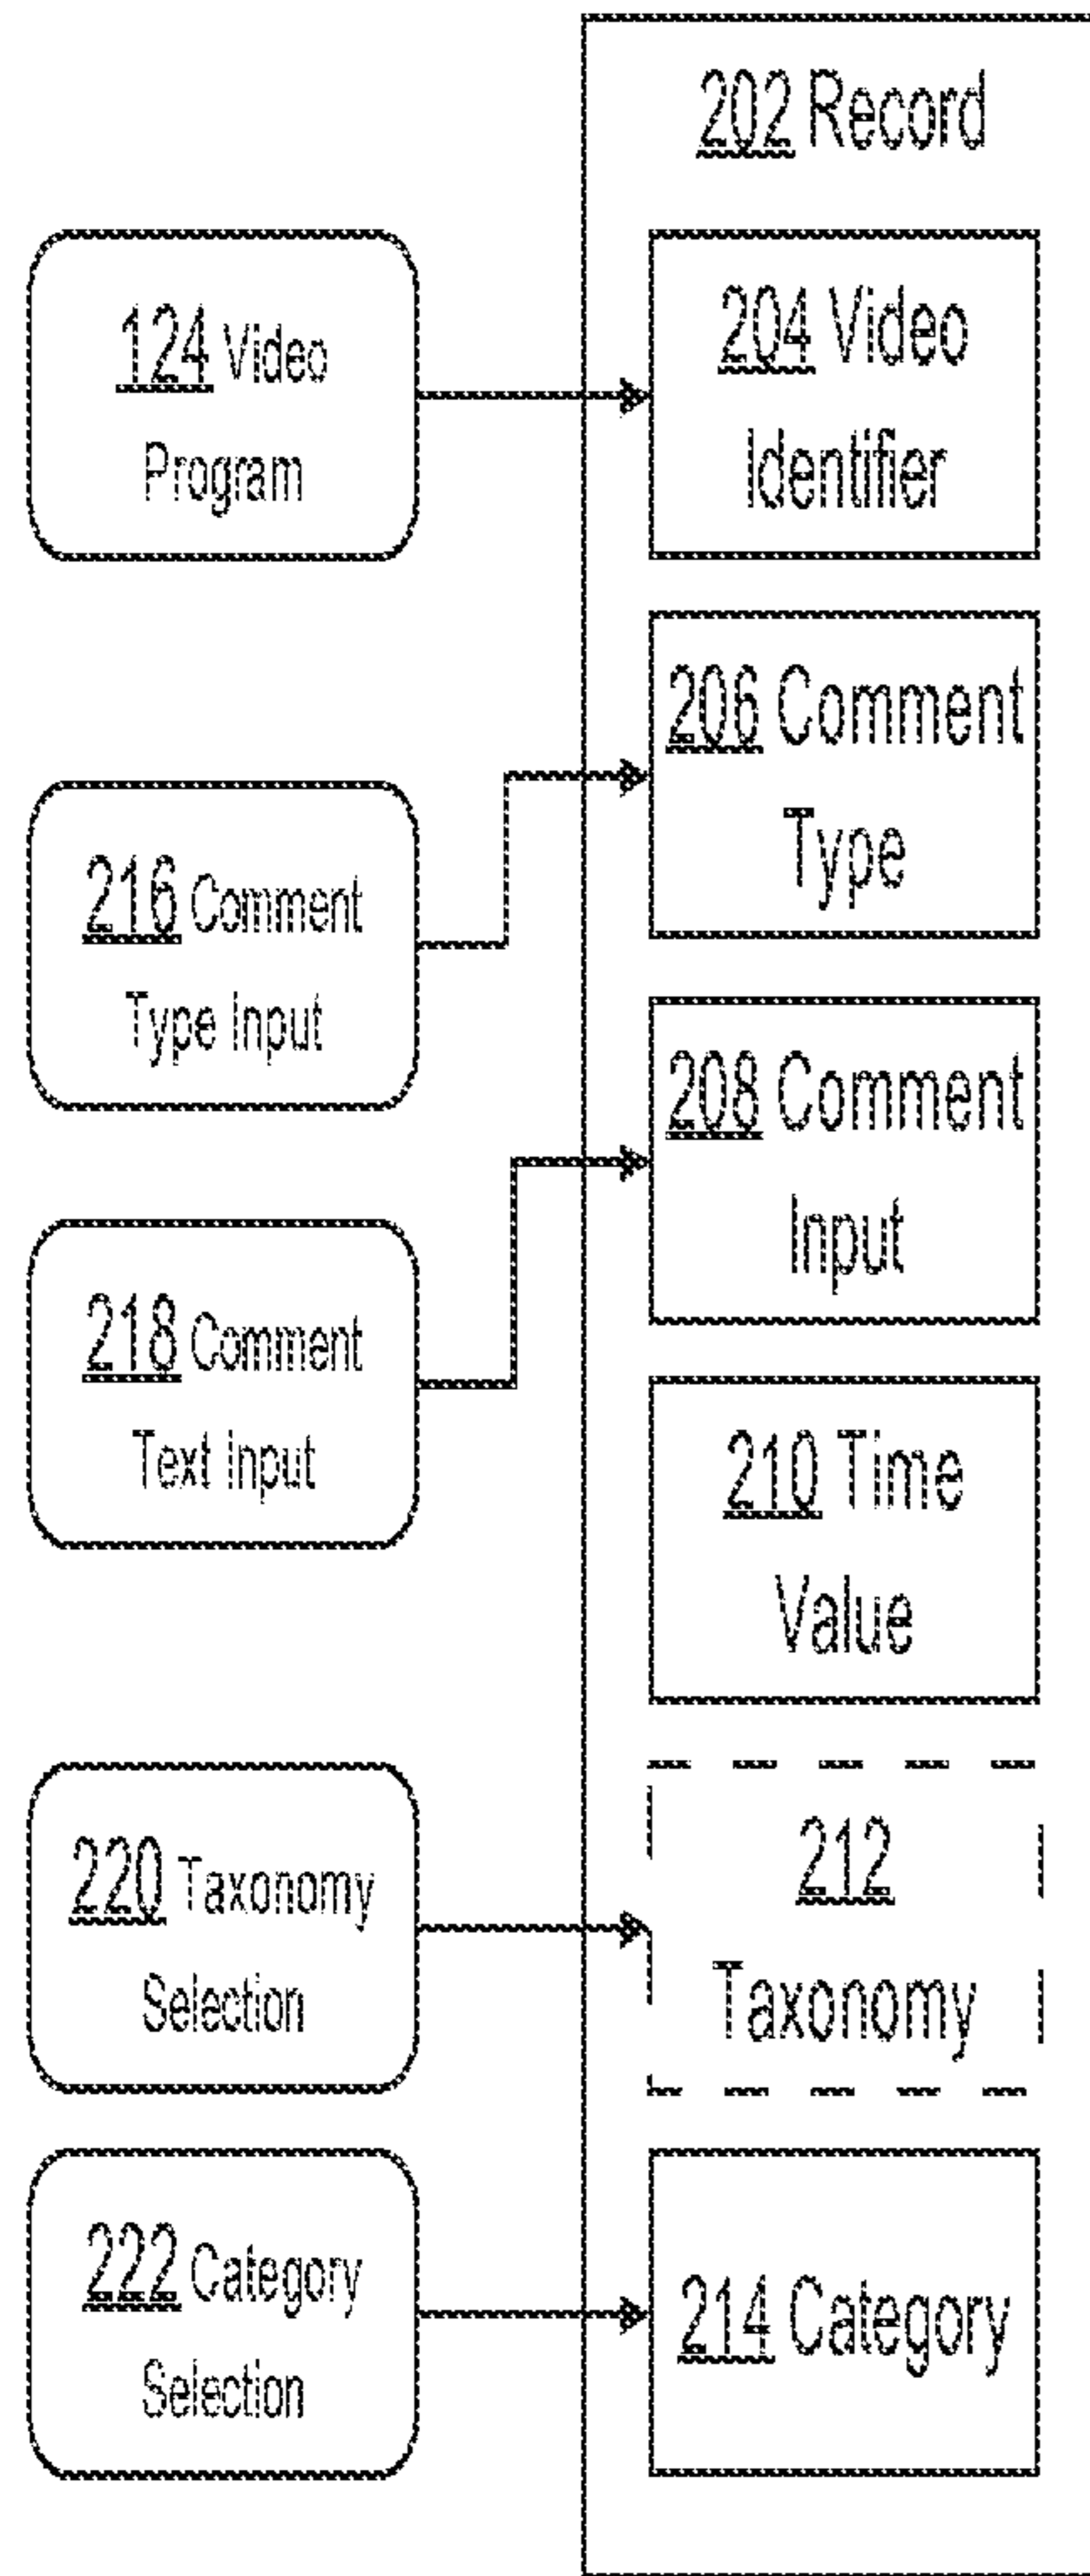 202 Record
124 Video
Program
204 Video
Identifier
206 Comment
Type
216 Comment
Type Input
208 Comment
Input
218 Comment
Text Input
210 Time
Value
220 Taxonomy
Selection
212
Taxonomy
222 Category
Selection
214 Category